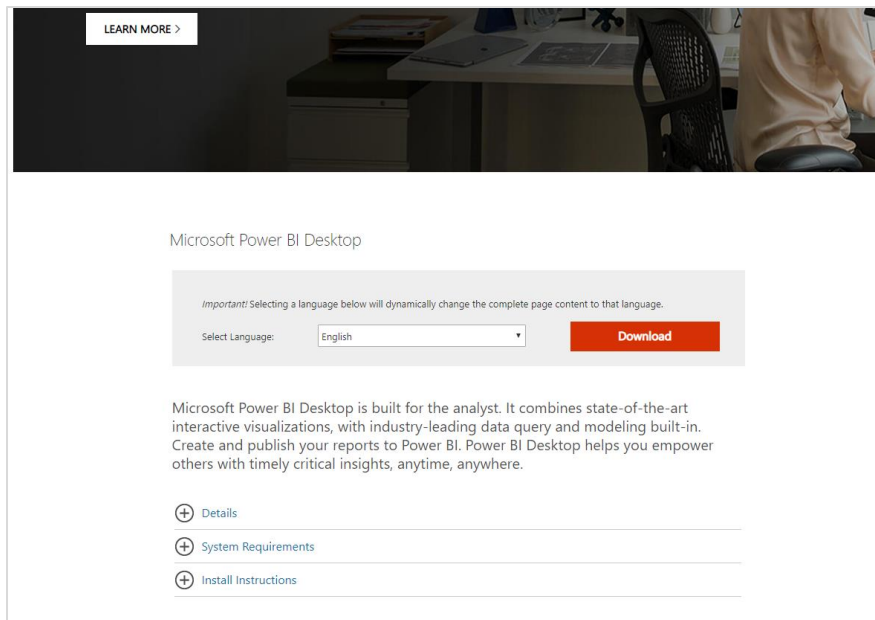 LEARN MORE >
Microsoft Power BI Desktop
Important! Selecting a language below will dynamically change the complete page content to that language.
Select Language:
English
Download
Microsoft Power BI Desktop is built for the analyst. It combines state-of-the-art
interactive visualizations, with industry-leading data query and modeling built-in.
Create and publish your reports to Power BI. Power BI Desktop helps you empower
others with timely critical insights, anytime, anywhere.
Details
System Requirements
Install Instructions